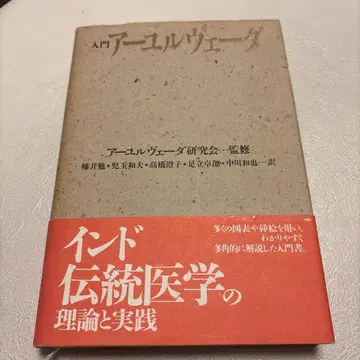 入門 アーユルヴェーダ
アーユルヴェーダ研究会…監修
幡井勉・児玉和夫・高橋澄子・足立卓朗・中川和也…訳
インド
伝統医学の
理論と実践
多くの図表や挿絵を用い、
わかりやすく
多角的に解説した入門書。